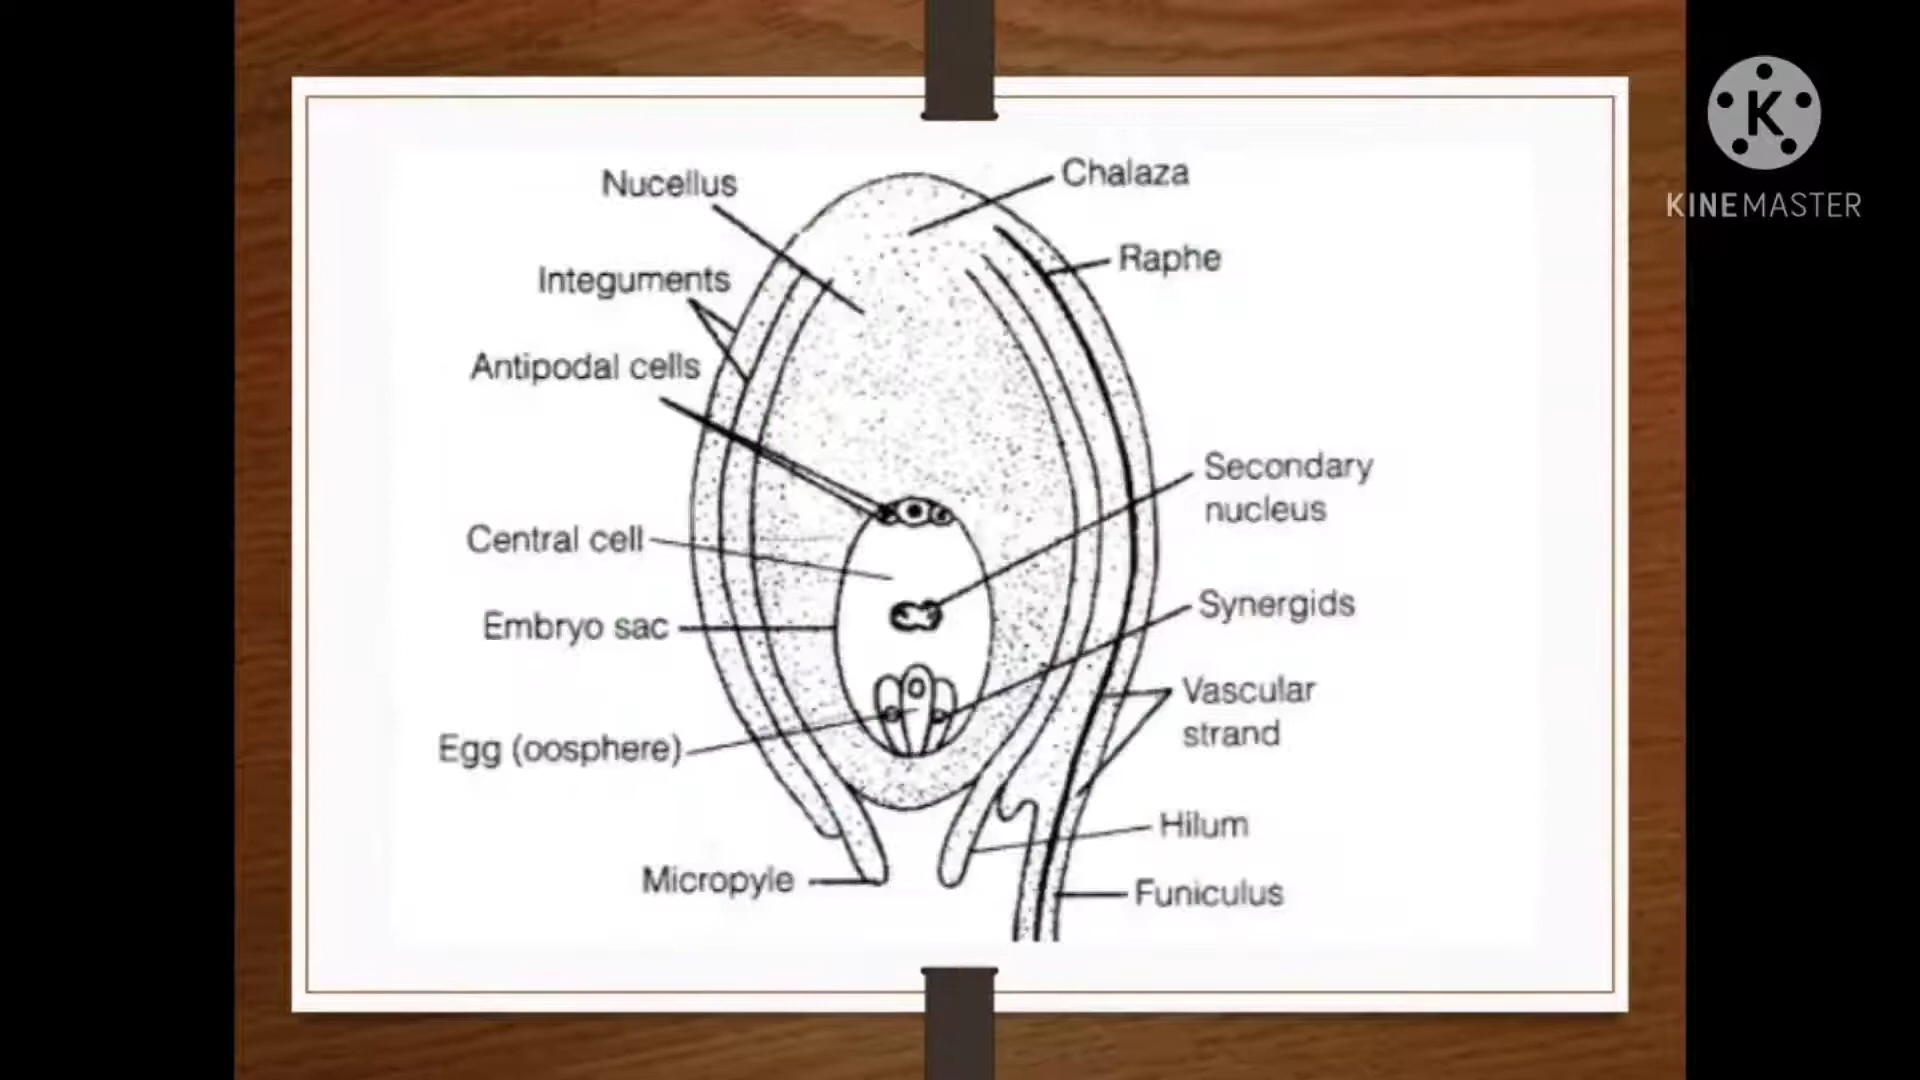 Nucellus
Chalaza
Raphe
Integuments
Antipodal cells
Secondary
nucleus
Central cell
Synergids
Embryo sac
Vascular
strand
Egg (oosphere)
Hilum
Micropyle
Funiculus
K
KINEMASTER